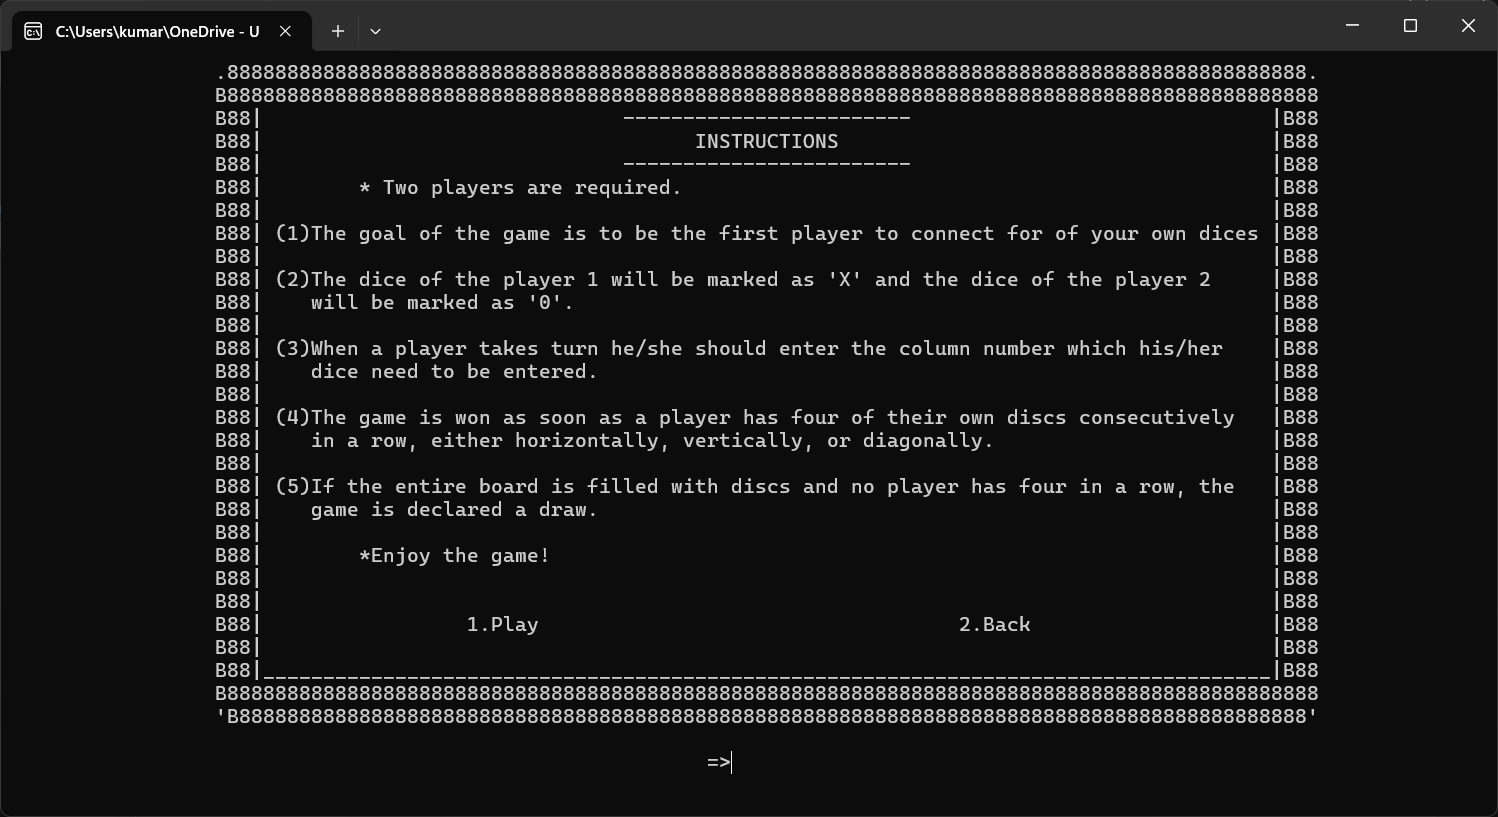 .888888888888888888888888888888888888888888888888888888888888888888888888888888888888888888.
B8888888888888888888888888888888888888888888888888888888888888888888888888888888888888888888
B88| ------------------------ |B88
B88| INSTRUCTIONS |B88
B88| ------------------------ |B88
B88| * Two players are required. |B88
B88| |B88
B88| (1)The goal of the game is to be the first player to connect for of your own dices |B88
B88| |B88
B88| (2)The dice of the player 1 will be marked as 'X' and the dice of the player 2 |B88
B88| will be marked as '0'. |B88
B88| |B88
B88| (3)When a player takes turn he/she should enter the column number which his/her |B88
B88| dice need to be entered. |B88
B88| |B88
B88| (4)The game is won as soon as a player has four of their own discs consecutively |B88
B88| in a row, either horizontally, vertically, or diagonally. |B88
B88| |B88
B88| (5)If the entire board is filled with discs and no player has four in a row, the |B88
B88| game is declared a draw. |B88
B88| |B88
B88| *Enjoy the game! |B88
B88| |B88
B88| |B88
B88| 1.Play 2.Back |B88
B88| |B88
B88|____________________________________________________________________________________|B88
B8888888888888888888888888888888888888888888888888888888888888888888888888888888888888888888
'B88888888888888888888888888888888888888888888888888888888888888888888888888888888888888888'
=>
C:\Users\kumar\OneDrive - U